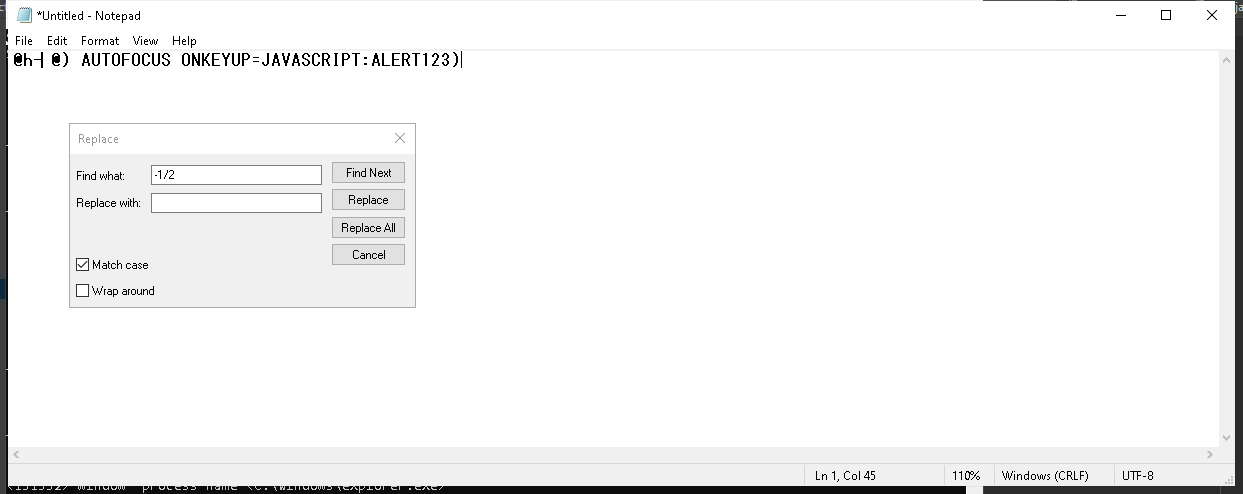 *Untitled - Notepad
File Edit Format View Help
@h-| @) AUTOFOCUS ONKEYUP=JAVASCRIPT:ALERT123)
Replace
Find what: -1/2 Find Next
Replace with: Replace
Replace All
Cancel
Match case
Wrap around
Ln 1, Col 45 110% Windows (CRLF) UTF-8